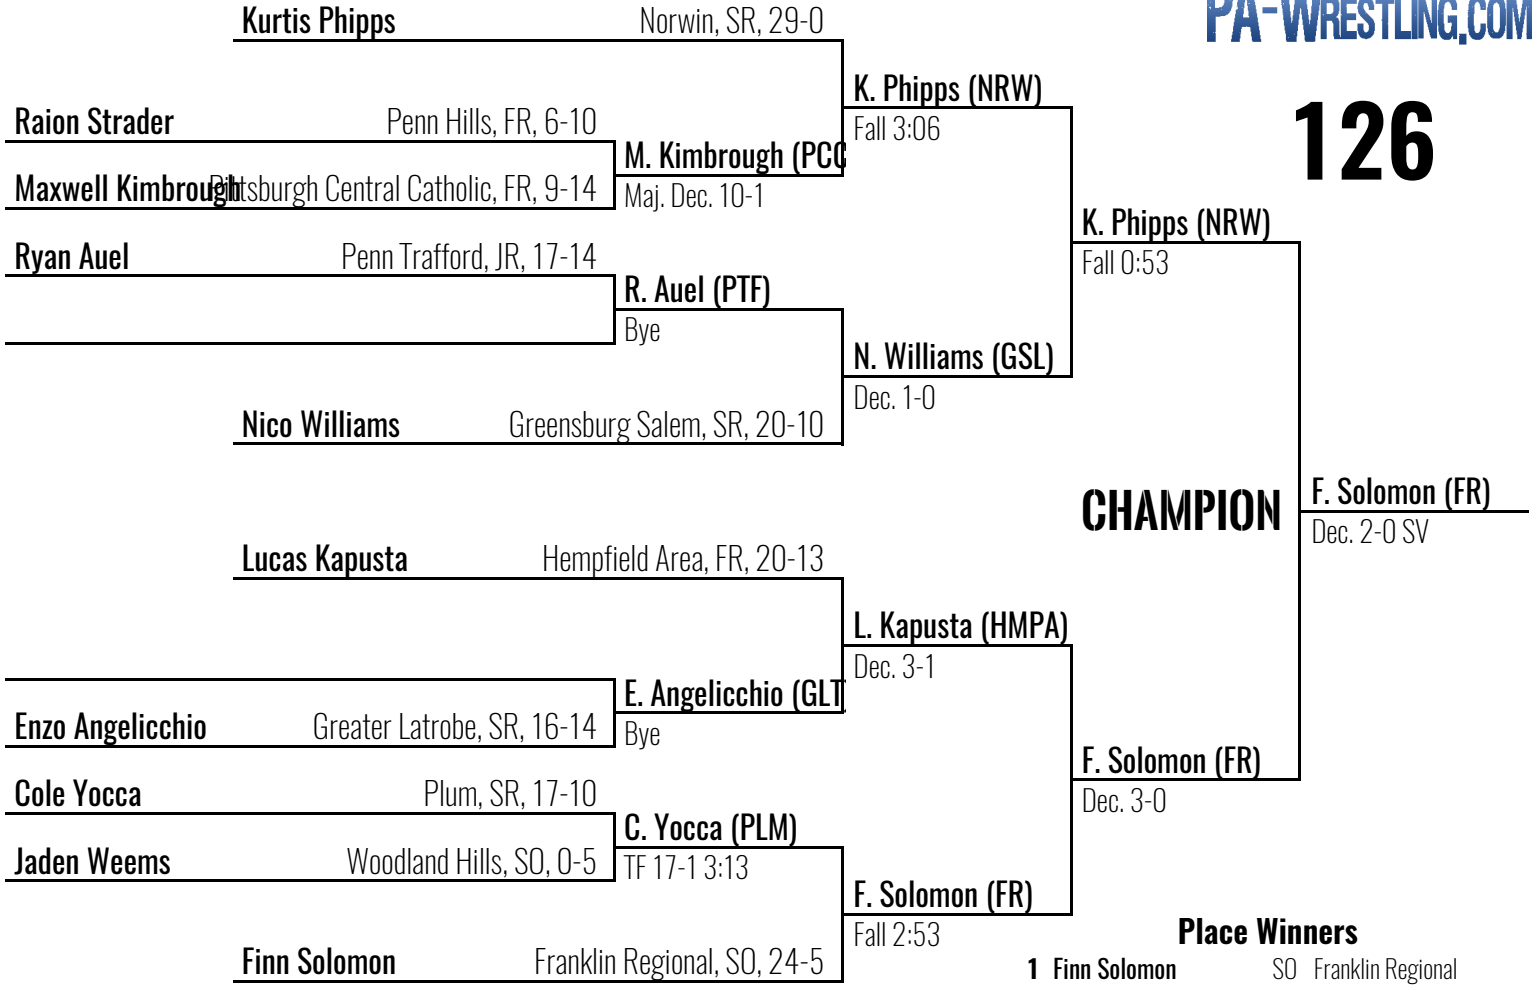 Kurtis Phipps Norwin, SR, 29-0
PA-WRESTLING.COM
K. Phipps (NRW)
Fall 3:06
126
Raion Strader Penn Hills, FR, 6-10
M. Kimbrough (PCC
Maj. Dec. 10-1
Maxwell Kimbrough Pittsburgh Central Catholic, FR, 9-14
K. Phipps (NRW)
Fall 0:53
Ryan Auel Penn Trafford, JR, 17-14
R. Auel (PTF)
Bye
N. Williams (GSL)
Dec. 1-0
Nico Williams Greensburg Salem, SR, 20-10
CHAMPION
F. Solomon (FR)
Dec. 2-0 SV
Lucas Kapusta Hempfield Area, FR, 20-13
L. Kapusta (HMPA)
Dec. 3-1
E. Angelicchio (GLT
Bye
Enzo Angelicchio Greater Latrobe, SR, 16-14
F. Solomon (FR)
Dec. 3-0
Cole Yocca Plum, SR, 17-10
C. Yocca (PLM)
TF 17-1 3:13
Jaden Weems Woodland Hills, SO, 0-5
F. Solomon (FR)
Fall 2:53
Finn Solomon Franklin Regional, SO, 24-5
Place Winners
1 Finn Solomon SO Franklin Regional